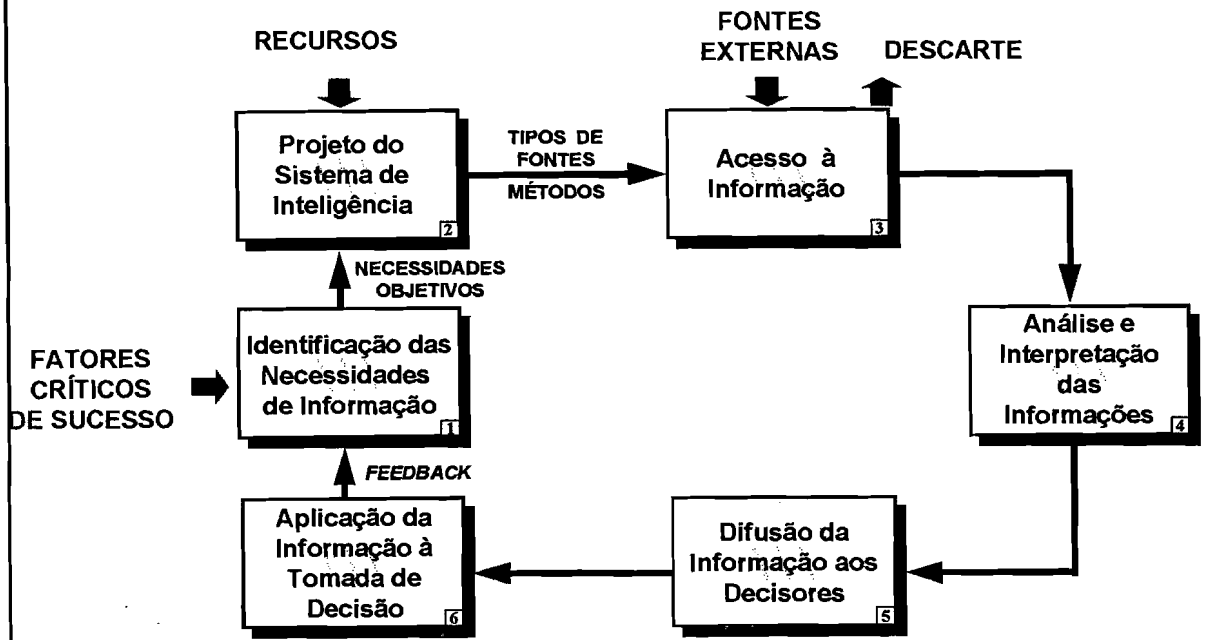 RECURSOS
FONTES
EXTERNAS
DESCARTE
Projeto do
Sistema de
Inteligência
2
TIPOS DE
FONTES
MÉTODOS
Acesso à
Informação
3
NECESSIDADES
OBJETIVOS
FATORES
CRÍTICOS
DE SUCESSO
Identificação das
Necessidades
de Informação
1
Análise e
Interpretação
das
Informações
4
FEEDBACK
Aplicação da
Informação à
Tomada de
Decisão
6
Difusão da
Informação aos
Decisores
5